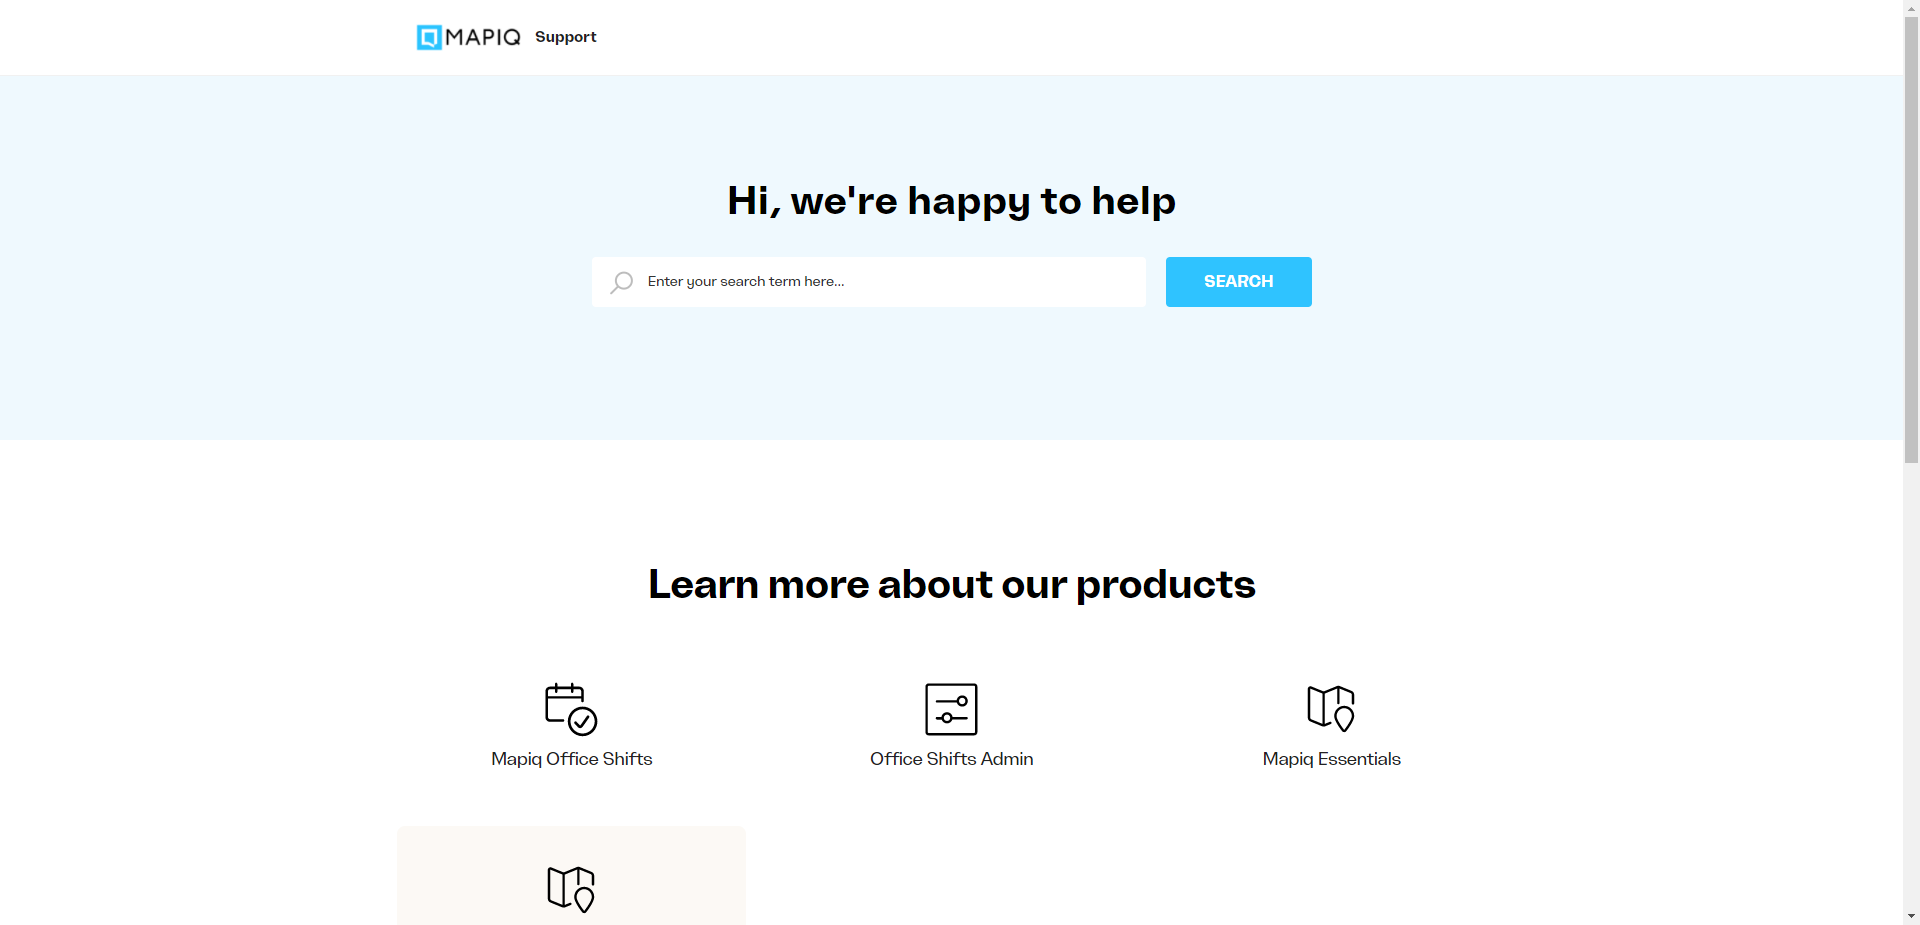 MAPIQ Support
Hi, we're happy to help
Enter your search term here...
SEARCH
Learn more about our products
Mapiq Office Shifts
Office Shifts Admin
Mapiq Essentials